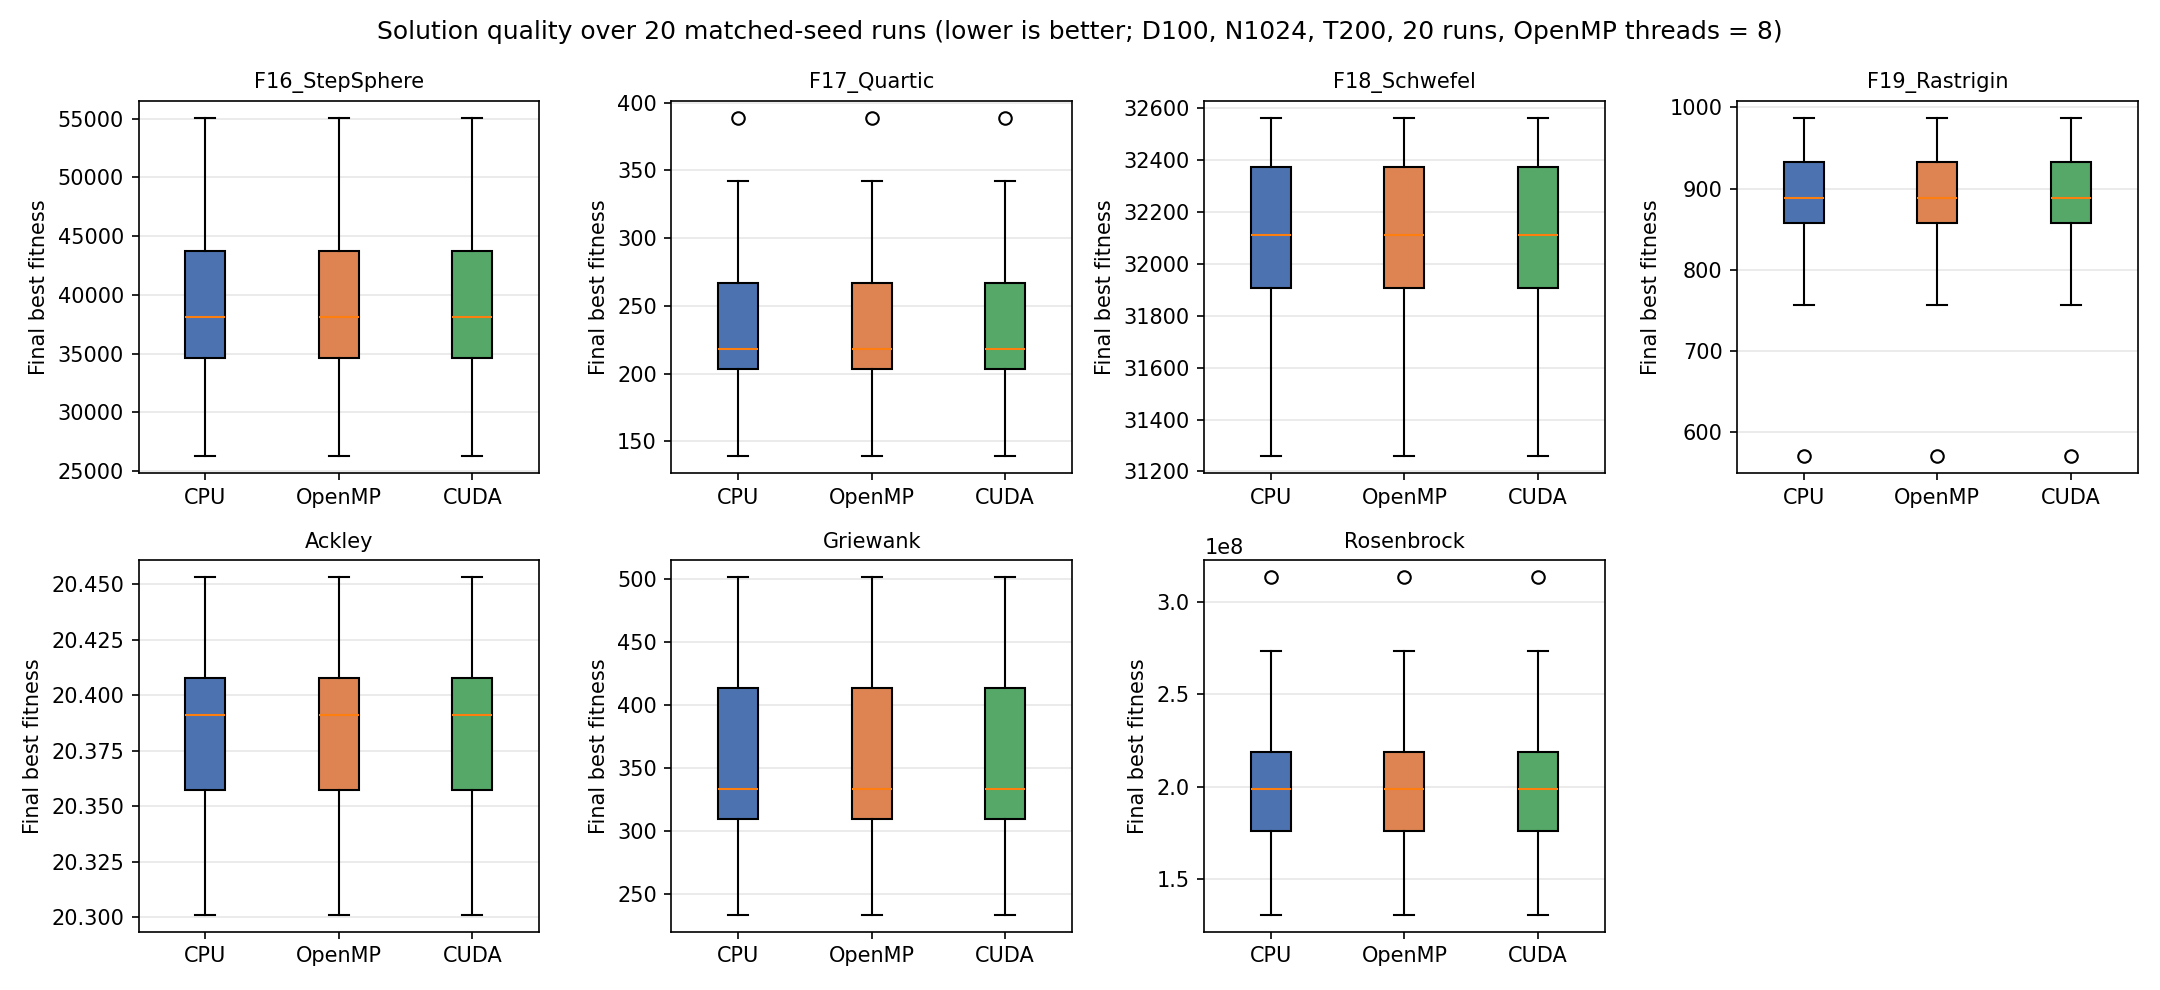 Solution quality over 20 matched-seed runs (lower is better; D100, N1024, T200, 20 runs, OpenMP threads = 8)
F16_StepSphere
55000
50000
45000
40000
35000
30000
25000
Final best fitness
CPU OpenMP CUDA
F17_Quartic
400
350
300
250
200
150
Final best fitness
CPU OpenMP CUDA
F18_Schwefel
32600
32400
32200
32000
31800
31600
31400
31200
Final best fitness
CPU OpenMP CUDA
F19_Rastrigin
1000
900
800
700
600
Final best fitness
CPU OpenMP CUDA
Ackley
20.450
20.425
20.400
20.375
20.350
20.325
20.300
Final best fitness
CPU OpenMP CUDA
Griewank
500
450
400
350
300
250
Final best fitness
CPU OpenMP CUDA
1e8 Rosenbrock
3.0
2.5
2.0
1.5
Final best fitness
CPU OpenMP CUDA